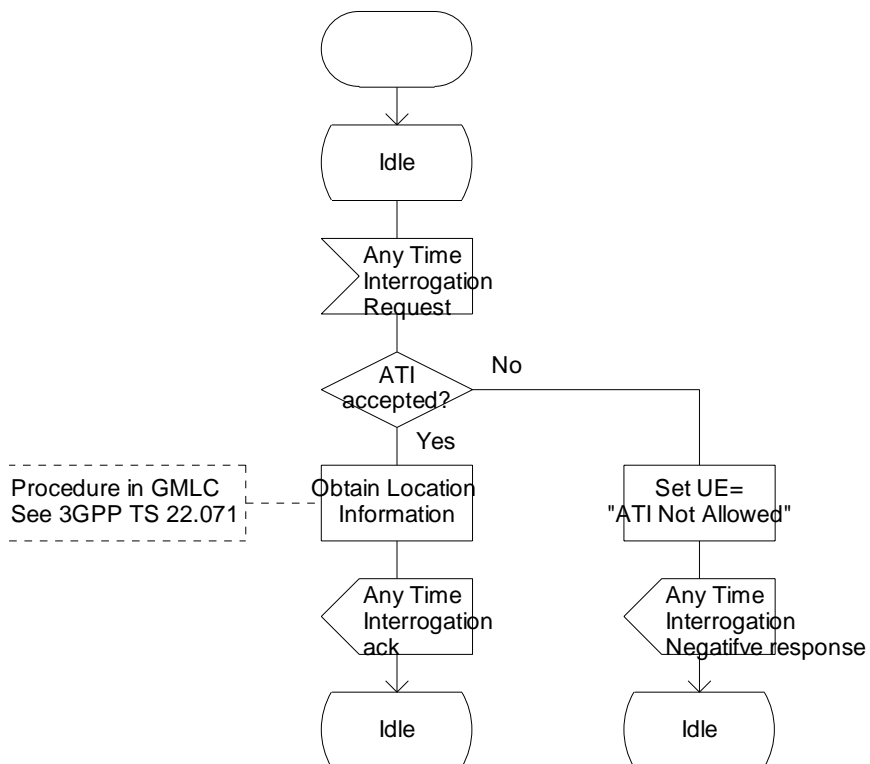 Idle
Any Time
Interrogation
Request
ATI
accepted?
No
Yes
Procedure in GMLC
See 3GPP TS 22.071
Obtain Location
Information
Set UE=
"ATI Not Allowed"
Any Time
Interrogation
ack
Any Time
Interrogation
Negatifve response
Idle
Idle